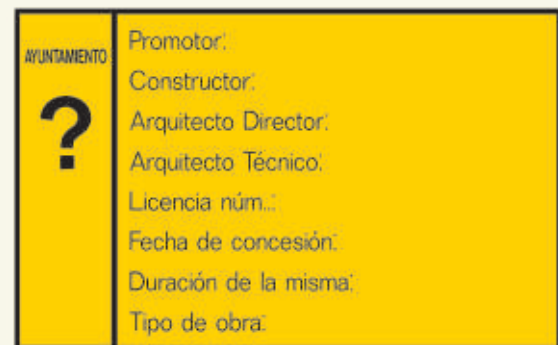 AYUNTAMIENTO
?
Promotor:
Constructor:
Arquitecto Director:
Arquitecto Técnico:
Licencia núm..:
Fecha de concesión:
Duración de la misma:
Tipo de obra: